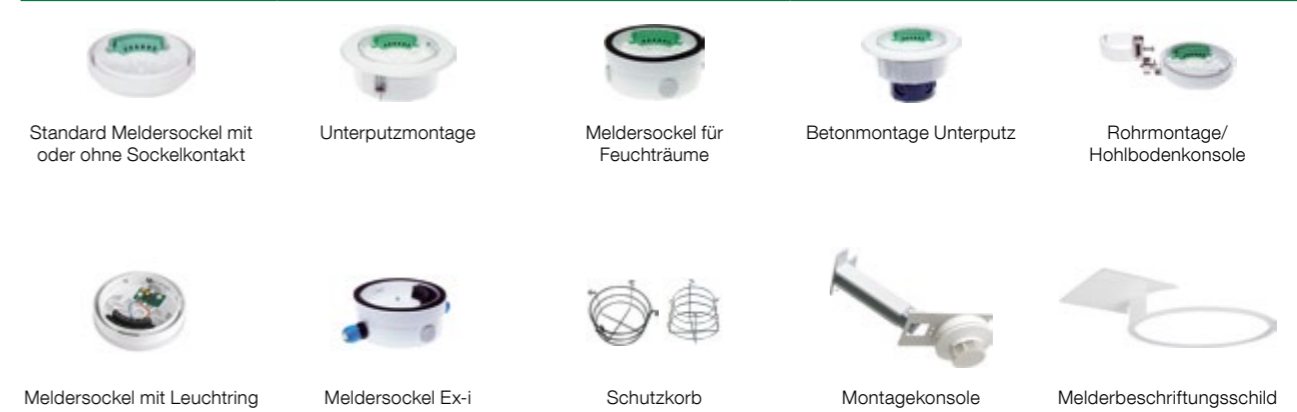 Standard Meldersockel mit
oder ohne Sockelkontakt
Unterputzmontage
Meldersockel für
Feuchträume
Betonmontage Unterputz
Rohrmontage/
Hohlbodenkonsole
Meldersockel mit Leuchtring
Meldersockel Ex-i
Schutzkorb
Montagekonsole
Melderbeschriftungsschild